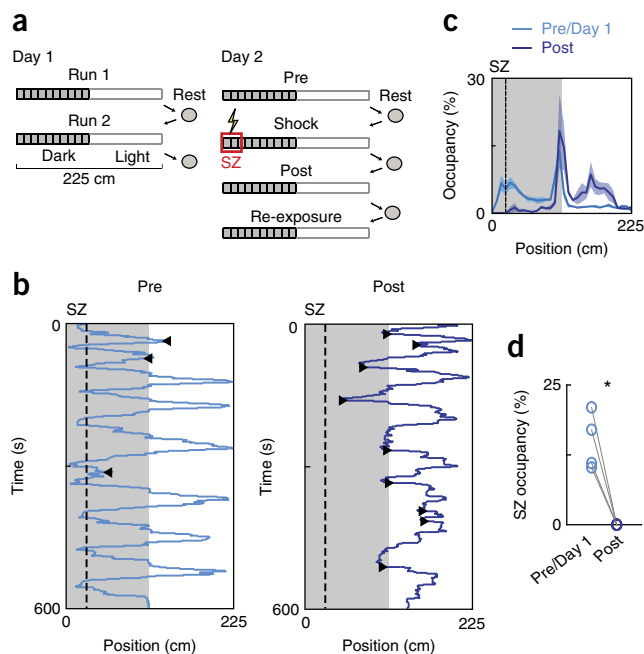 a
Day 1
Run 1
Rest
Run 2
Dark Light
225 cm
Day 2
Pre
Rest
Shock
SZ
Post
Re-exposure
b
Pre
SZ
0
Time (s)
600
0 225
Position (cm)
Post
SZ
0
Time (s)
600
0 225
Position (cm)
c
Pre/Day 1
Post
SZ
30
Occupancy (%)
0
0 225
Position (cm)
d
25
*
SZ occupancy (%)
0
Pre/Day 1
Post